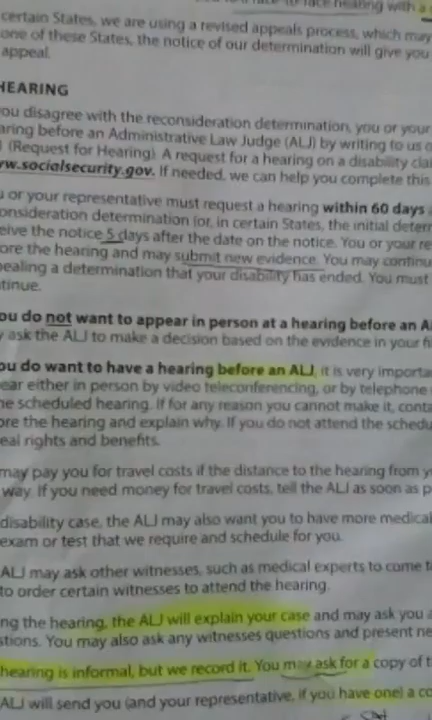 face hearing with a
certain States, we are using a revised appeals process, which may
one of these States, the notice of our determination will give you
appeal.
HEARING
ou disagree with the reconsideration determination, you or your
aring before an Administrative Law Judge (ALJ) by writing to us o
(Request for Hearing). A request for a hearing on a disability clai
w.socialsecurity.gov. If needed, we can help you complete this
or your representative must request a hearing within 60 days
onsideration determination (or, in certain States, the initial deter
eive the notice 5 days after the date on the notice. You or your re
ore the hearing and may submit new evidence. You may continu
pealing a determination that your disability has ended. You must
tinue.
ou do not want to appear in person at a hearing before an A
y ask the ALJ to make a decision based on the evidence in your fi
ou do want to have a hearing before an ALJ, it is very importa
ear either in person by video teleconferencing, or by telephone
he scheduled hearing. If for any reason you cannot make it, conta
ore the hearing and explain why. If you do not attend the schedu
eal rights and benefits.
may pay you for travel costs if the distance to the hearing from y
way. If you need money for travel costs, tell the ALJ as soon as p
disability case, the ALJ may also want you to have more medical
exam or test that we require and schedule for you.
ALJ may ask other witnesses, such as medical experts to come t
to order certain witnesses to attend the hearing.
ng the hearing, the ALJ will explain your case and may ask you a
stions. You may also ask any witnesses questions and present ne
hearing is informal, but we record it. You may ask for a copy of t
ALJ will send you (and your representative, if you have one) a co